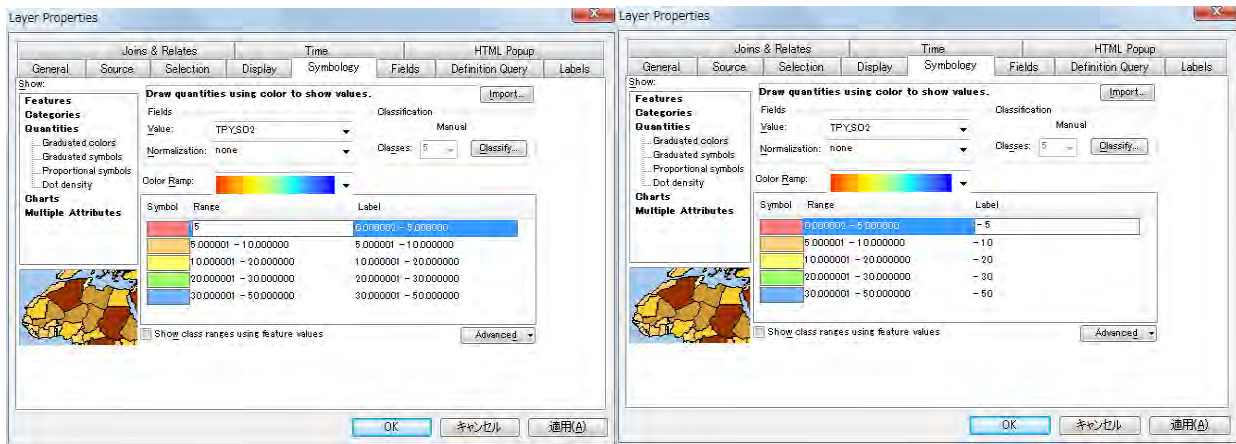 Layer Properties
Joins & Relates Time HTML Popup
General Source Selection Display Symbology Fields Definition Query Labels
Show:
Features
Categories
Quantities
Graduated colors
Graduated symbols
Proportional symbols
Dot density
Charts
Multiple Attributes
Draw quantities using color to show values.
Import...
Fields
Value: TPY_SO2
Normalization: none
Classification
Manual
Classes: 5 Classify...
Color Ramp:
Symbol Range Label
5 0.000002 - 5.000000
5.000001 - 10.000000 5.000001 - 10.000000
10.000001 - 20.000000 10.000001 - 20.000000
20.000001 - 30.000000 20.000001 - 30.000000
30.000001 - 50.000000 30.000001 - 50.000000
Show class ranges using feature values
Advanced
OK キャンセル 適用(A)
Layer Properties
Joins & Relates Time HTML Popup
General Source Selection Display Symbology Fields Definition Query Labels
Show:
Features
Categories
Quantities
Graduated colors
Graduated symbols
Proportional symbols
Dot density
Charts
Multiple Attributes
Draw quantities using color to show values.
Import...
Fields
Value: TPY_SO2
Normalization: none
Classification
Manual
Classes: 5 Classify...
Color Ramp:
Symbol Range Label
0.000002 - 5.000000 - 5
5.000001 - 10.000000 - 10
10.000001 - 20.000000 - 20
20.000001 - 30.000000 - 30
30.000001 - 50.000000 - 50
Show class ranges using feature values
Advanced
OK キャンセル 適用(A)